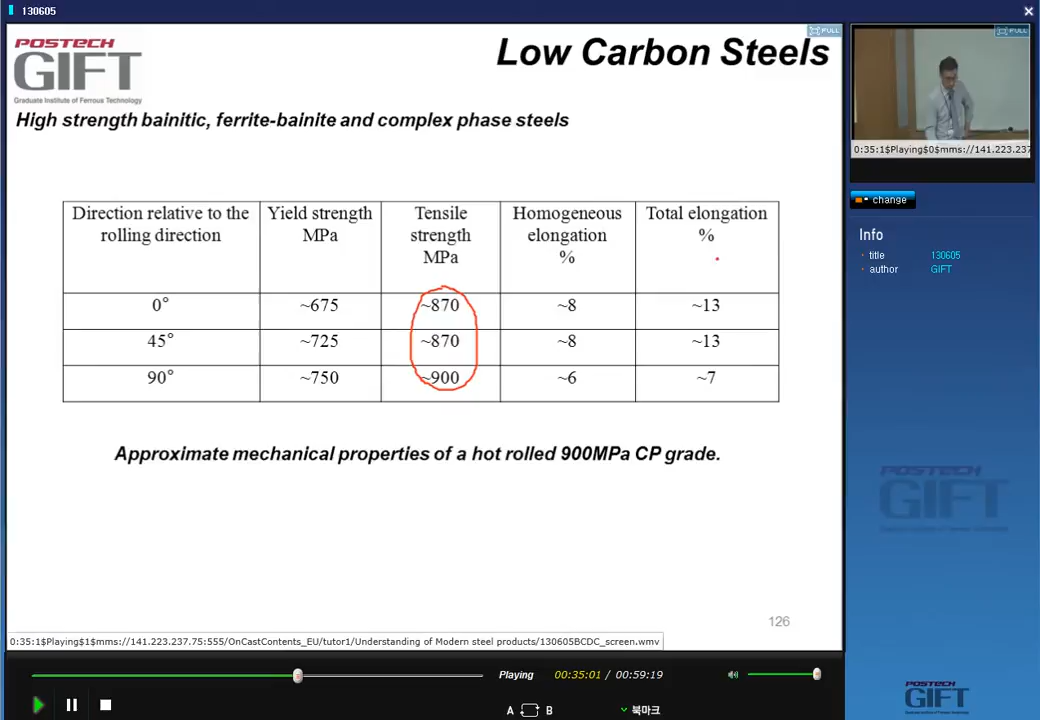 130605
POSTECH
GIFT
Graduate Institute of Ferrous Technology
Low Carbon Steels
FULL
High strength bainitic, ferrite-bainite and complex phase steels
Direction relative to the rolling direction
Yield strength MPa
Tensile strength MPa
Homogeneous elongation %
Total elongation %
0° ~675 ~870 ~8 ~13
45° ~725 ~870 ~8 ~13
90° ~750 ~900 ~6 ~7
Approximate mechanical properties of a hot rolled 900MPa CP grade.
126
0:35:1$Playing$1$mms://141.223.237.75:555/OnCastContents_EU/tutor1/Understanding of Modern steel products/130605BCDC_screen.wmv
FULL
0:35:1$Playing$0$mms://141.223.237
change
Info
title 130605
author GIFT
POSTECH
GIFT
Playing 00:35:01 / 00:59:19
A B 북마크
POSTECH
GIFT